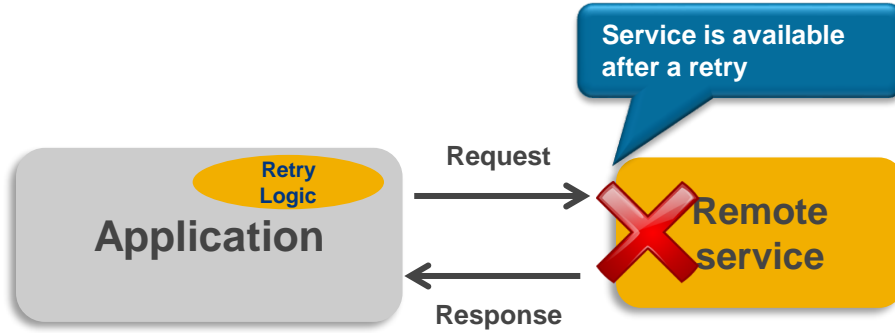 Service is available
after a retry
Request
Retry
Logic
Application
Remote
service
Response